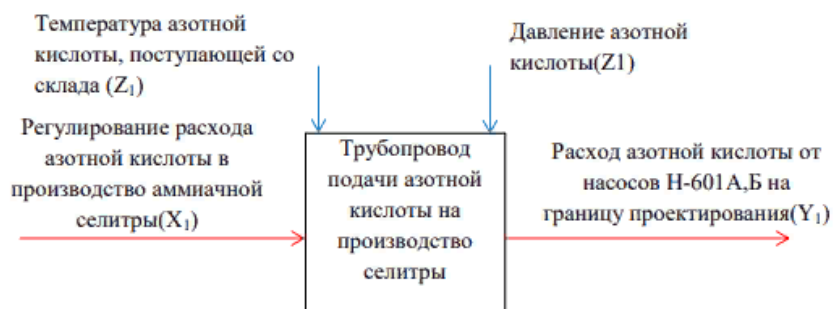 Температура азотной
кислоты, поступающей со
склада (Z₁)
Давление азотной
кислоты(Z1)
Регулирование расхода
азотной кислоты в
производство аммиачной
селитры(X₁)
Трубопровод
подачи азотной
кислоты на
производство
селитры
Расход азотной кислоты от
насосов Н-601А,Б на
границу проектирования(Y₁)